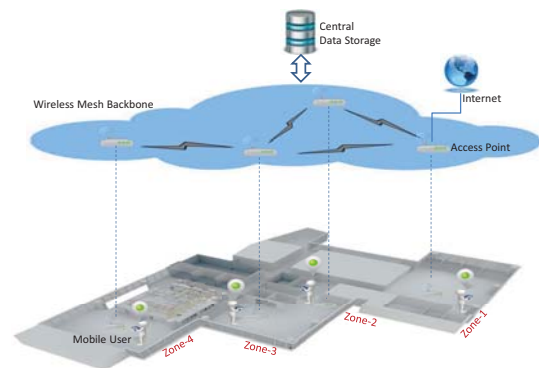 Central
Data Storage
Wireless Mesh Backbone
Internet
Access Point
Mobile User
Zone-4
Zone-3
Zone-2
Zone-1